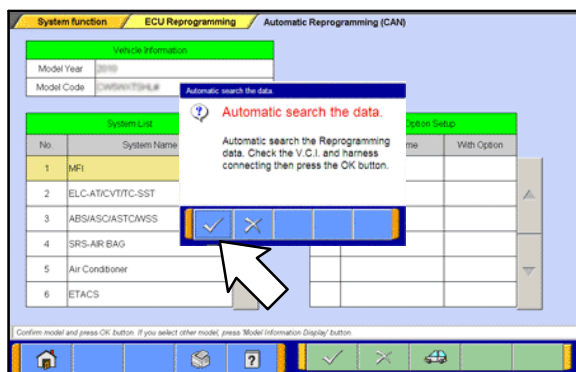 System function
ECU Reprogramming
Automatic Reprogramming (CAN)
Vehicle Information
Model Year 2010
Model Code
System List
No. System Name
1 MFI
2 ELC-AT/CVT/TC-SST
3 ABS/ASC/ASTC/WSS
4 SRS-AIR BAG
5 Air Conditioner
6 ETACS
Option Setup
me With Option
Automatic search the data.
Automatic search the data.
Automatic search the Reprogramming
data. Check the V.C.I. and harness
connecting then press the OK button.
Confirm model and press OK button. If you select other model, press 'Model Information Display' button.
?